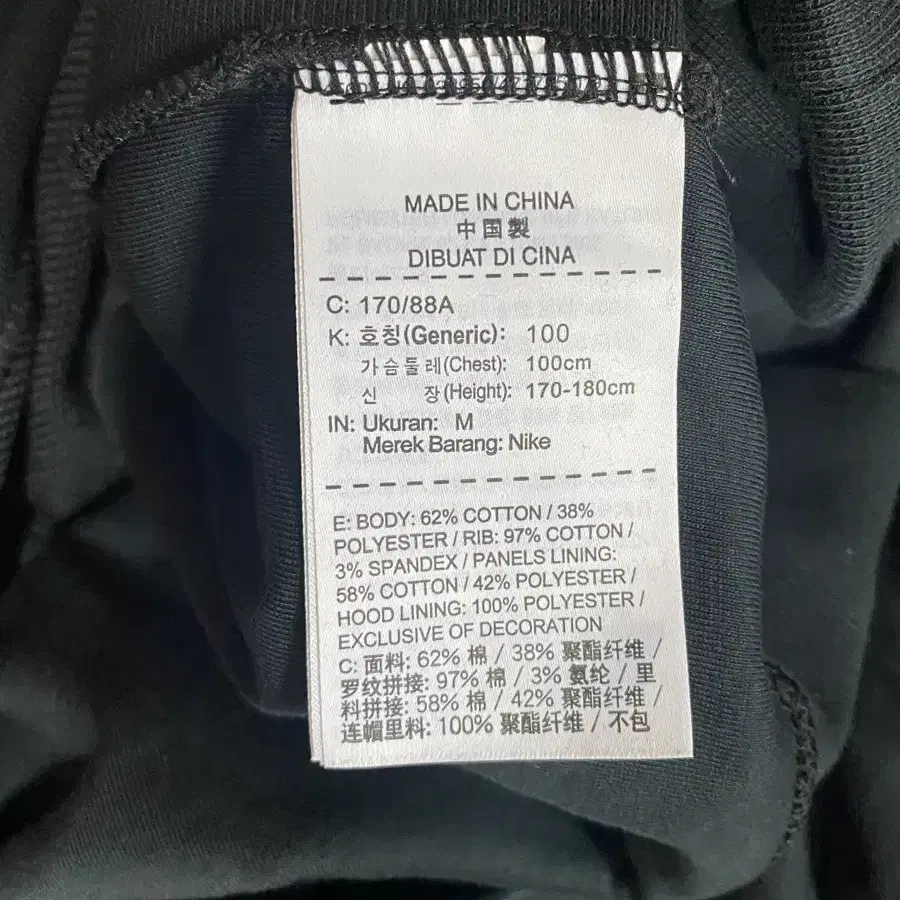 MADE IN CHINA
中国製
DIBUAT DI CINA
C: 170/88A
K: 호칭(Generic): 100
가슴둘레(Chest): 100cm
신 장(Height): 170-180cm
IN: Ukuran: M
Merek Barang: Nike
E: BODY: 62% COTTON / 38%
POLYESTER / RIB: 97% COTTON /
3% SPANDEX / PANELS LINING:
58% COTTON / 42% POLYESTER /
HOOD LINING: 100% POLYESTER /
EXCLUSIVE OF DECORATION
C: 面料: 62% 棉 / 38% 聚酯纤维 /
罗纹拼接: 97% 棉 / 3% 氨纶 / 里
料拼接: 58% 棉 / 42% 聚酯纤维 /
连帽里料: 100% 聚酯纤维 / 不包